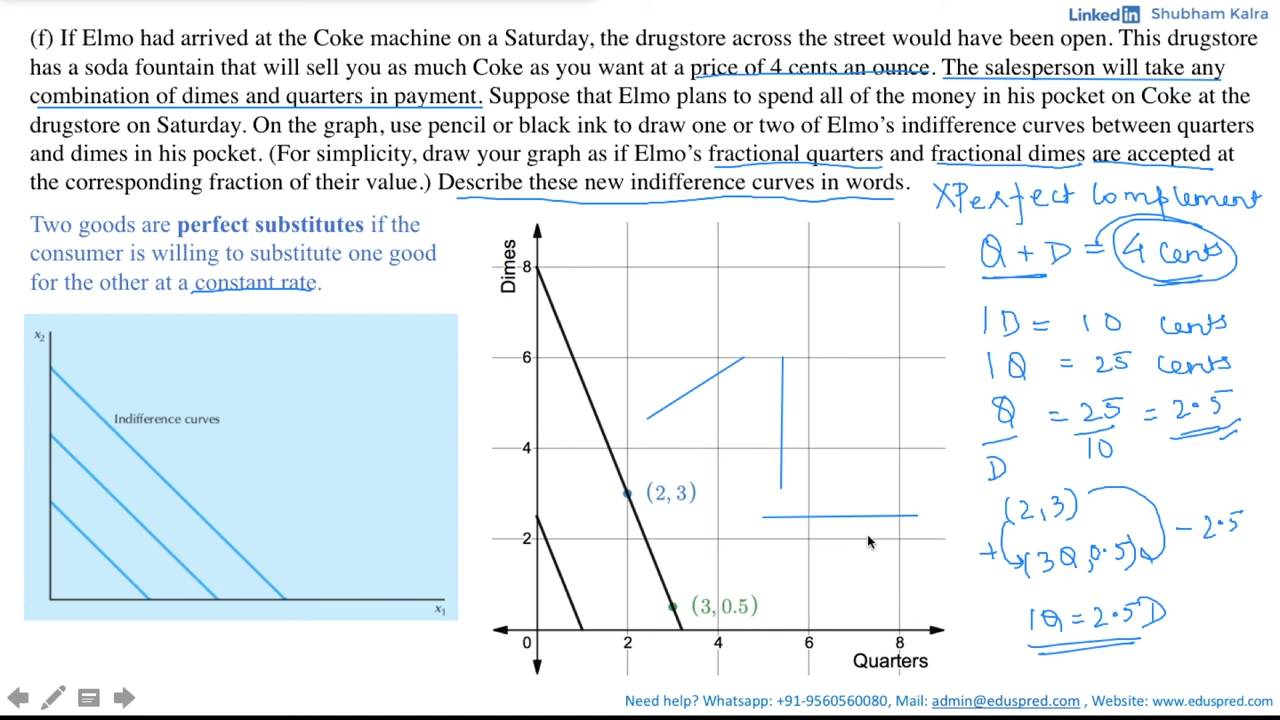 Linked in Shubham Kalra
(f) If Elmo had arrived at the Coke machine on a Saturday, the drugstore across the street would have been open. This drugstore
has a soda fountain that will sell you as much Coke as you want at a price of 4 cents an ounce. The salesperson will take any
combination of dimes and quarters in payment. Suppose that Elmo plans to spend all of the money in his pocket on Coke at the
drugstore on Saturday. On the graph, use pencil or black ink to draw one or two of Elmo's indifference curves between quarters
and dimes in his pocket. (For simplicity, draw your graph as if Elmo's fractional quarters and fractional dimes are accepted at
the corresponding fraction of their value.) Describe these new indifference curves in words.
Two goods are perfect substitutes if the
consumer is willing to substitute one good
for the other at a constant rate.
x2
Indifference curves
x1
Dimes
8
6
4
2
0
2
4
6
8
Quarters
(2, 3)
(3, 0.5)
XPerfect Complement
Q + D = 4 cents
1D = 10 cents
1Q = 25 cents
Q/D = 25/10 = 2.5
(2,3)
+ (3Q, 0.5) - 2.5
1Q = 2.5D
Need help? Whatsapp: +91-9560560080, Mail: admin@eduspred.com , Website: www.eduspred.com